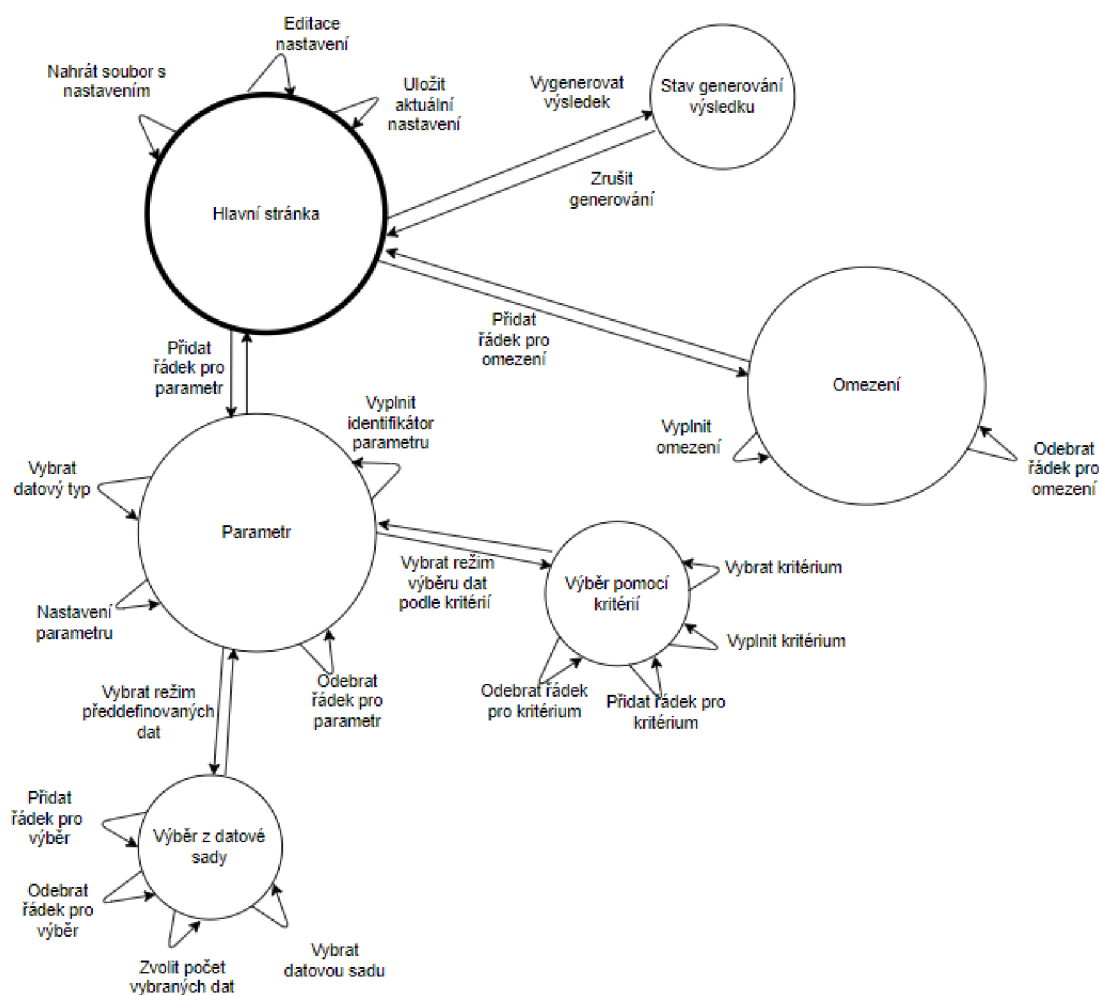 Editace
nastavení
Nahrát soubor s
nastavením
Uložit
aktuální
nastavení
Vygenerovat
výsledek
Stav generování
výsledku
Zrušit
generování
Hlavní stránka
Přidat
řádek pro
omezení
Přidat
řádek pro
parametr
Omezení
Vyplnit
omezení
Odebrat
řádek pro
omezení
Vyplnit
identifikátor
parametru
Vybrat
datový typ
Parametr
Vybrat režim
výběru dat
podle kritérií
Výběr pomocí
kritérií
Vybrat kritérium
Vyplnit kritérium
Nastavení
parametru
Odebrat
řádek pro
parametr
Odebrat řádek
pro kritérium
Přidat řádek pro
kritérium
Vybrat režim
předdefinovaných
dat
Přidat
řádek pro
výběr
Výběr z datové
sady
Odebrat
řádek pro
výběr
Zvolit počet
vybraných dat
Vybrat
datovou sadu